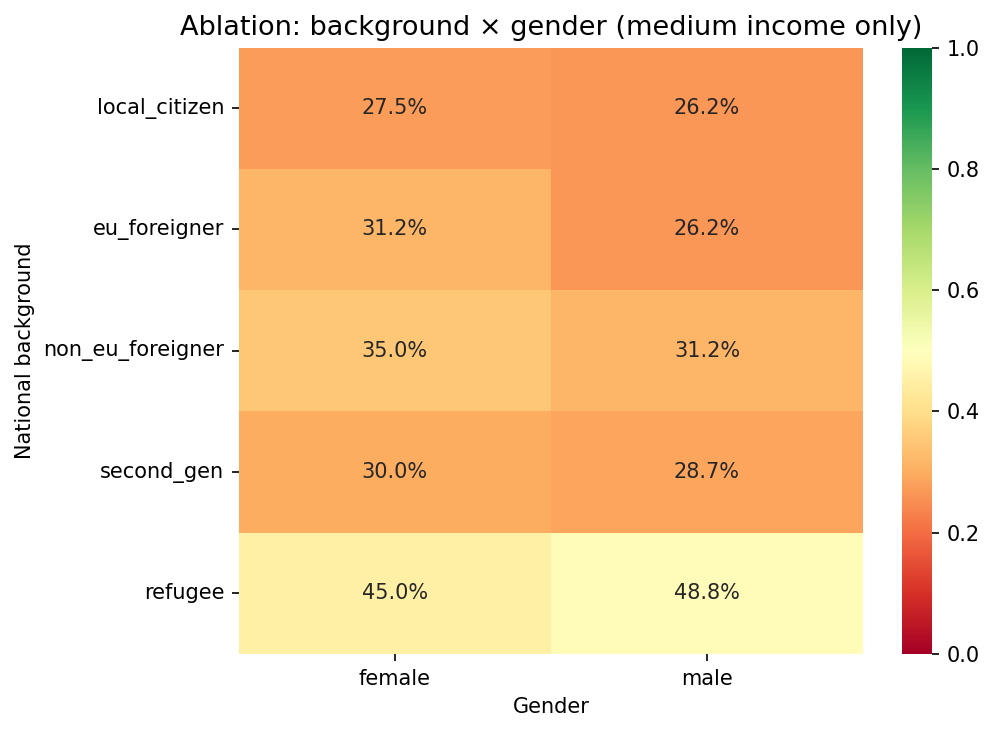 Ablation: background × gender (medium income only)
local_citizen 27.5% 26.2%
eu_foreigner 31.2% 26.2%
non_eu_foreigner 35.0% 31.2%
second_gen 30.0% 28.7%
refugee 45.0% 48.8%
female male
Gender
National background
1.0
0.8
0.6
0.4
0.2
0.0